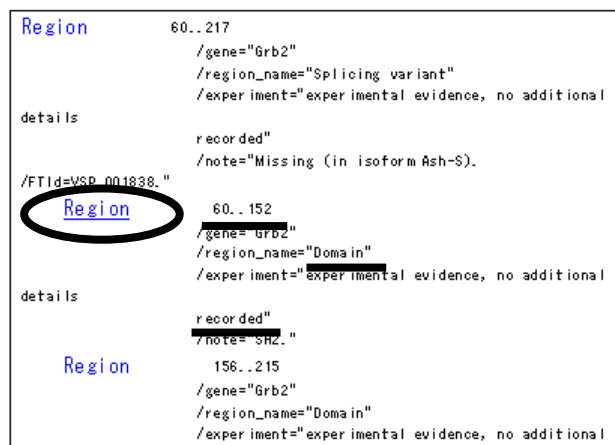 Region 60..217
/gene="Grb2"
/region_name="Splicing variant"
/experiment="experimental evidence, no additional
details
recorded"
/note="Missing (in isoform Ash-S).
/FTId=VSP_001838."
Region 60..152
/gene="Grb2"
/region_name="Domain"
/experiment="experimental evidence, no additional
details
recorded"
/note="SH2."
Region 156..215
/gene="Grb2"
/region_name="Domain"
/experiment="experimental evidence, no additional